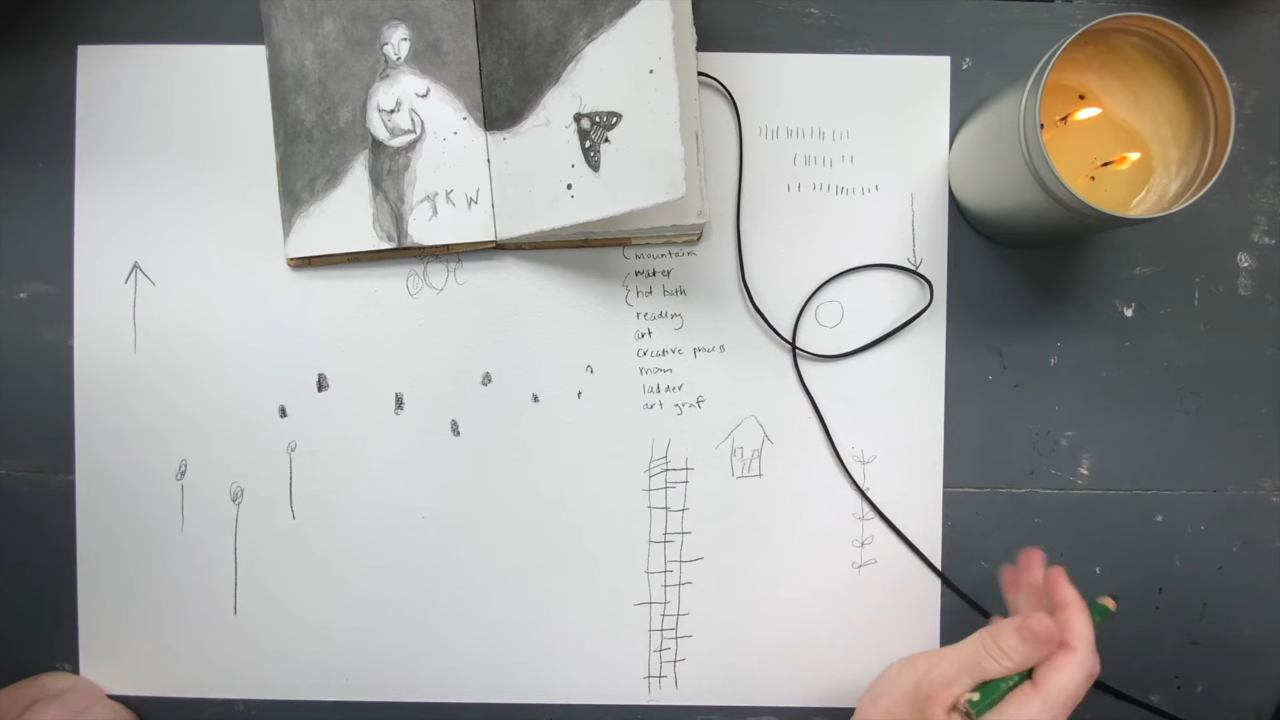 JKW
mountain
water
hot bath
reading
art
creative process
mom
ladder
art graf